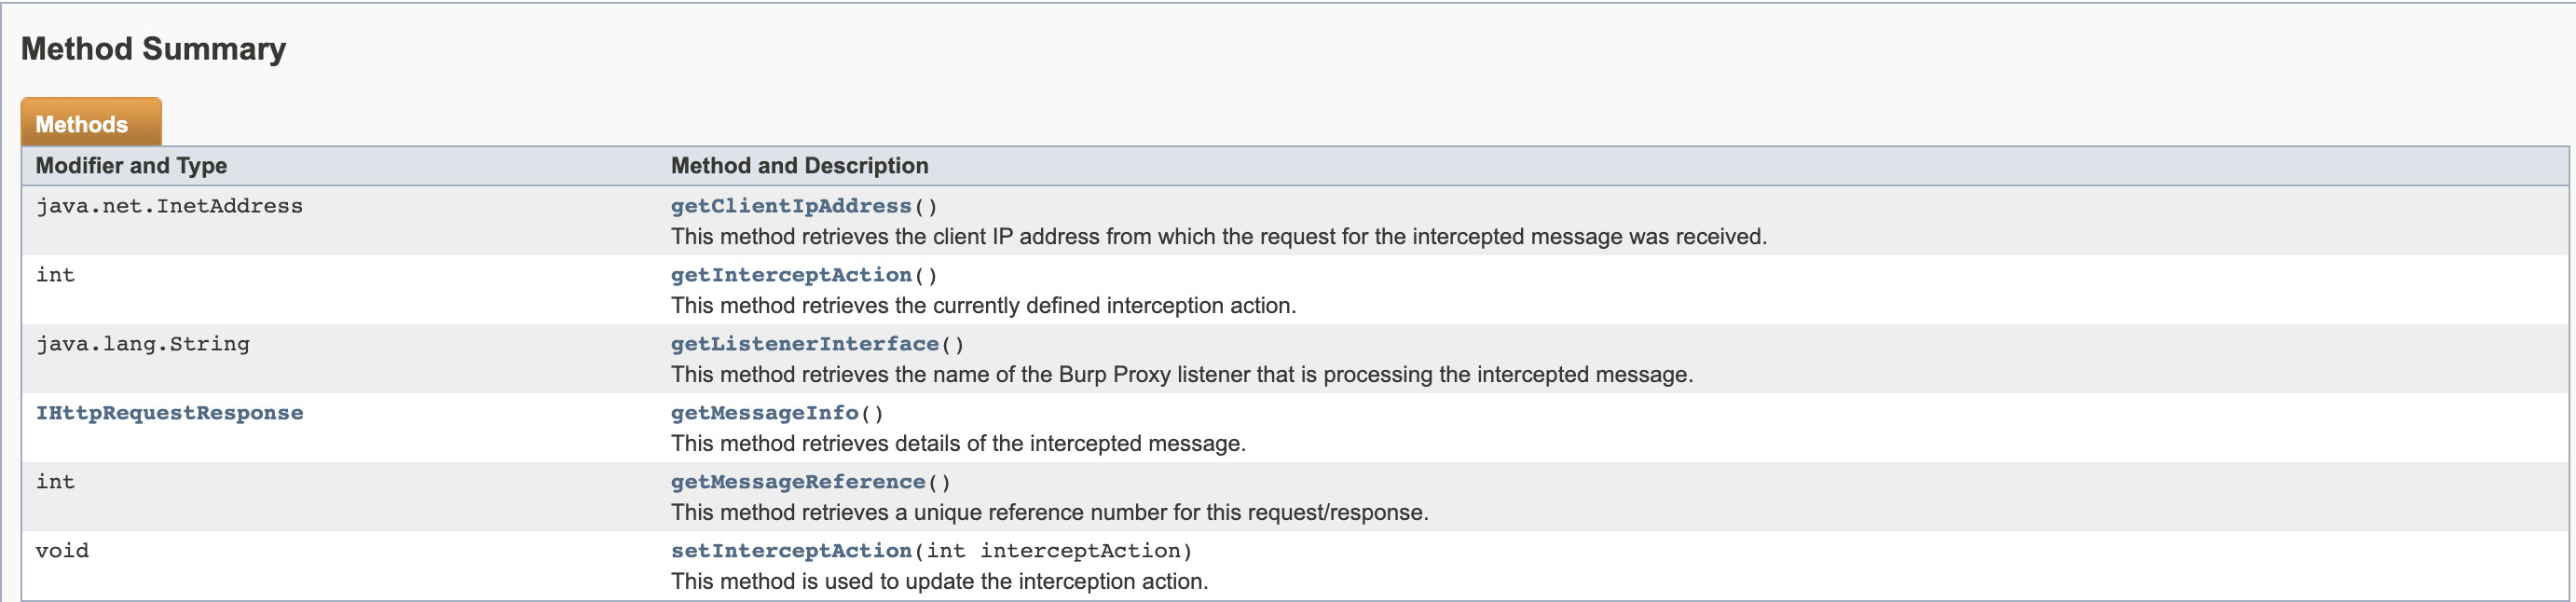 Method Summary
Methods
Modifier and Type Method and Description
java.net.InetAddress getClientIpAddress()
This method retrieves the client IP address from which the request for the intercepted message was received.
int getInterceptAction()
This method retrieves the currently defined interception action.
java.lang.String getListenerInterface()
This method retrieves the name of the Burp Proxy listener that is processing the intercepted message.
IHttpRequestResponse getMessageInfo()
This method retrieves details of the intercepted message.
int getMessageReference()
This method retrieves a unique reference number for this request/response.
void setInterceptAction(int interceptAction)
This method is used to update the interception action.